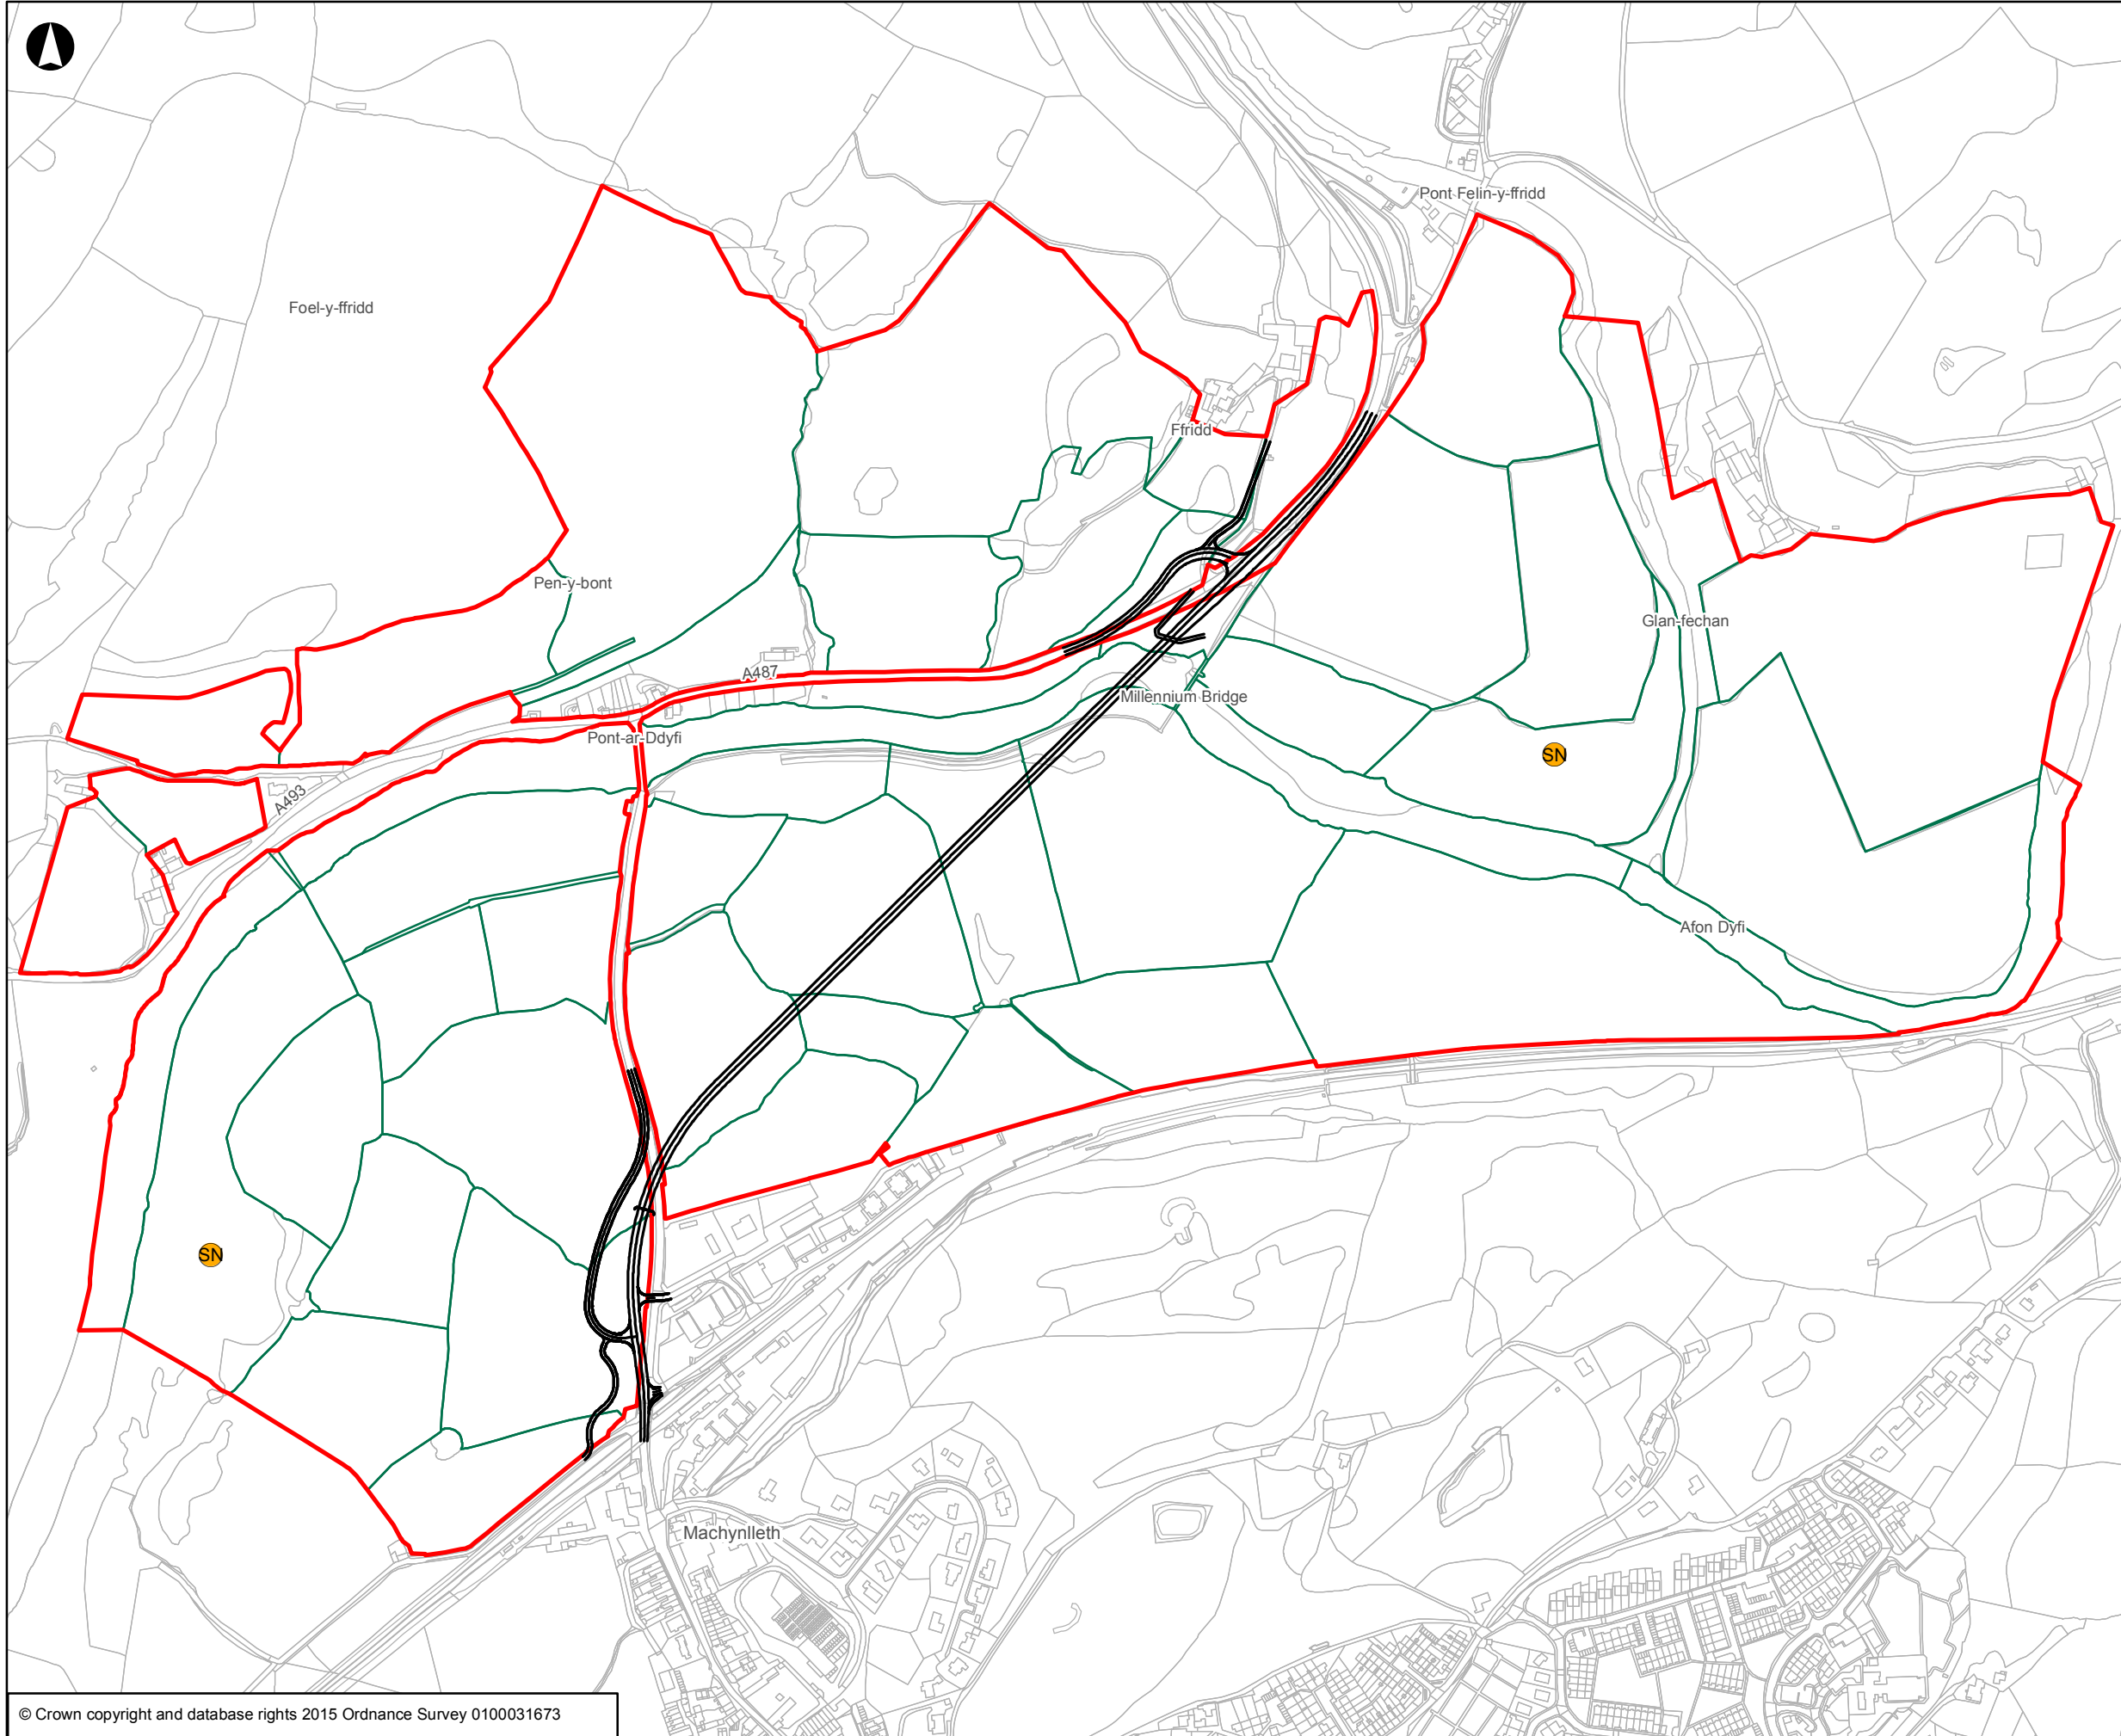 Pont Felin-y-ffridd
Foel-y-ffridd
Ffridd
Pen-y-bont
Glan-fechan
A487
Millennium Bridge
Pont-ar-Ddyfi
SN
A493
Afon Dyfi
SN
Machynlleth
© Crown copyright and database rights 2015 Ordnance Survey 0100031673